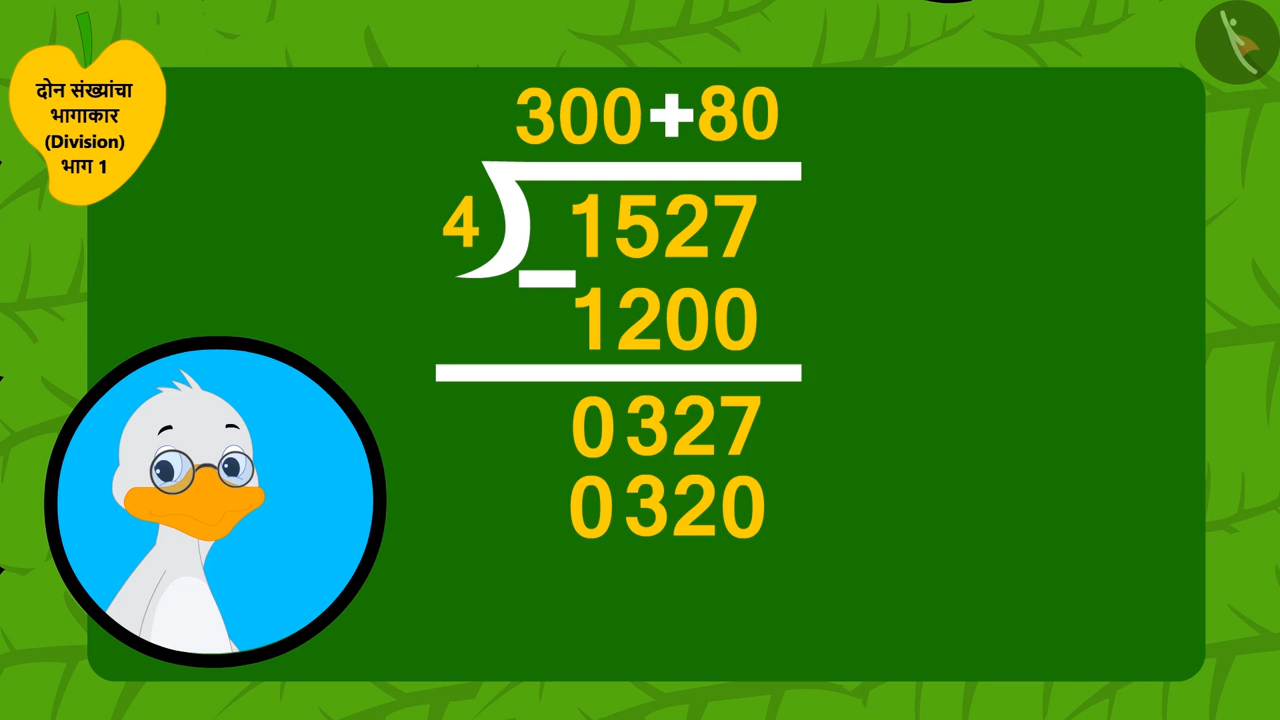 दोन संख्यांचा
भागाकार
(Division)
भाग 1
300+80
4 1527
1200
0327
0320